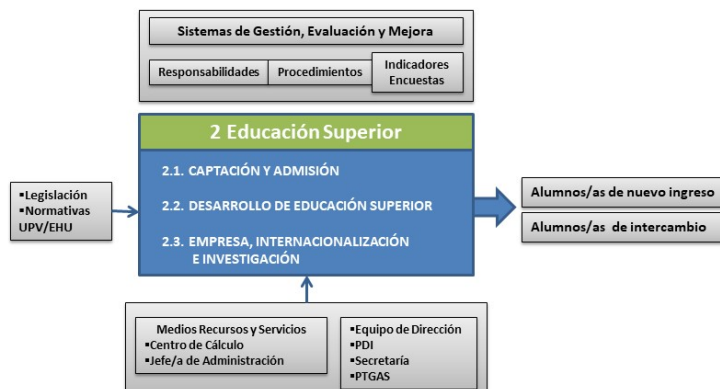 Sistemas de Gestión, Evaluación y Mejora
Responsabilidades
Procedimientos
Indicadores
Encuestas
2 Educación Superior
2.1. CAPTACIÓN Y ADMISIÓN
2.2. DESARROLLO DE EDUCACIÓN SUPERIOR
2.3. EMPRESA, INTERNACIONALIZACIÓN
E INVESTIGACIÓN
▪Legislación
▪Normativas
UPV/EHU
Alumnos/as de nuevo ingreso
Alumnos/as de intercambio
Medios Recursos y Servicios
▪Centro de Cálculo
▪Jefe/a de Administración
▪Equipo de Dirección
▪PDI
▪Secretaría
▪PTGAS